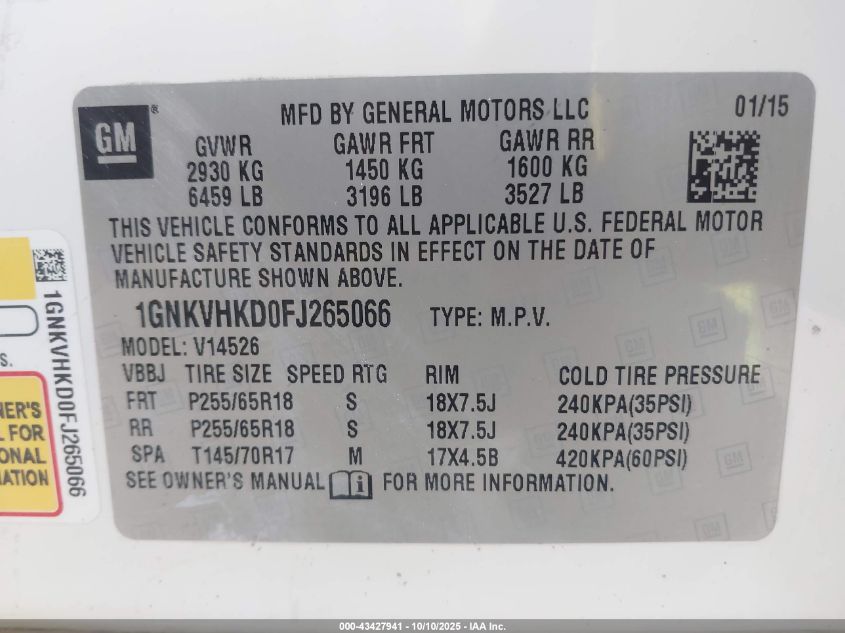 GM
®
MFD BY GENERAL MOTORS LLC
01/15
GVWR GAWR FRT GAWR RR
2930 KG 1450 KG 1600 KG
6459 LB 3196 LB 3527 LB
THIS VEHICLE CONFORMS TO ALL APPLICABLE U.S. FEDERAL MOTOR
VEHICLE SAFETY STANDARDS IN EFFECT ON THE DATE OF
MANUFACTURE SHOWN ABOVE.
1GNKVHKD0FJ265066 TYPE: M.P.V.
MODEL: V14526
VBBJ TIRE SIZE SPEED RTG RIM COLD TIRE PRESSURE
FRT P255/65R18 S 18X7.5J 240KPA(35PSI)
RR P255/65R18 S 18X7.5J 240KPA(35PSI)
SPA T145/70R17 M 17X4.5B 420KPA(60PSI)
SEE OWNER'S MANUAL i FOR MORE INFORMATION.
1GNKVHKD0FJ265066
S.
NER'S
L FOR
ONAL
MATION
000-43427941 - 10/10/2025 - IAA Inc.